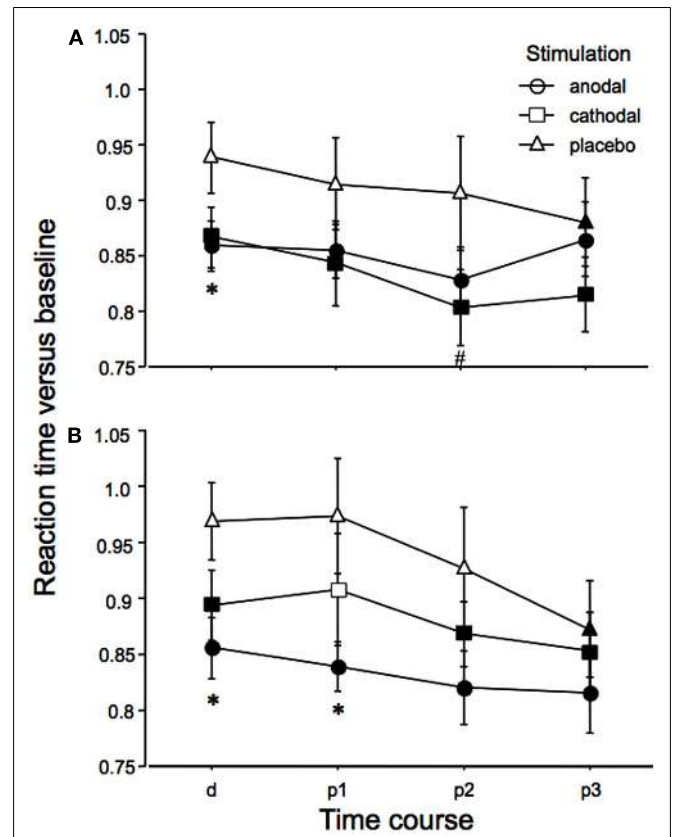 A
1.05
1.0
0.95
0.9
0.85
0.8
0.75
Stimulation
anodal
cathodal
placebo
*
#
Reaction time versus baseline
B
1.05
1.0
0.95
0.9
0.85
0.8
0.75
* *
d p1 p2 p3
Time course